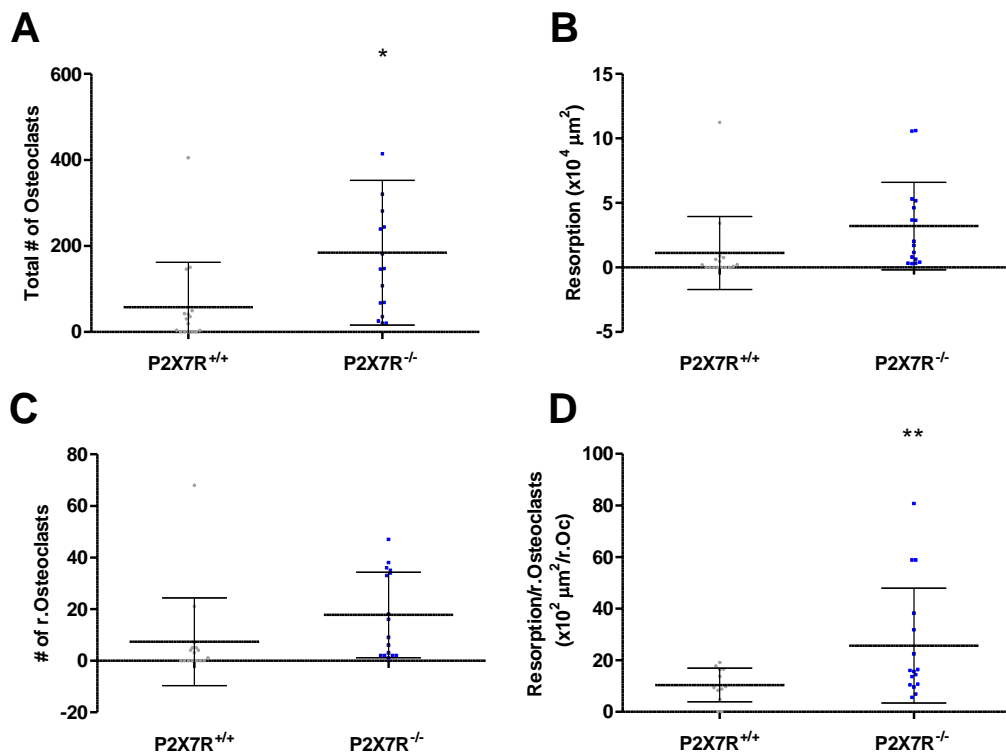 A
*
Total # of Osteoclasts
600
400
200
0
P2X7R+/+
P2X7R-/-
B
Resorption (x10⁴ µm²)
15
10
5
0
-5
P2X7R+/+
P2X7R-/-
C
# of r.Osteoclasts
80
60
40
20
0
-20
P2X7R+/+
P2X7R-/-
D
**
Resorption/r.Osteoclasts
(x10² µm²/r.Oc)
100
80
60
40
20
0
P2X7R+/+
P2X7R-/-